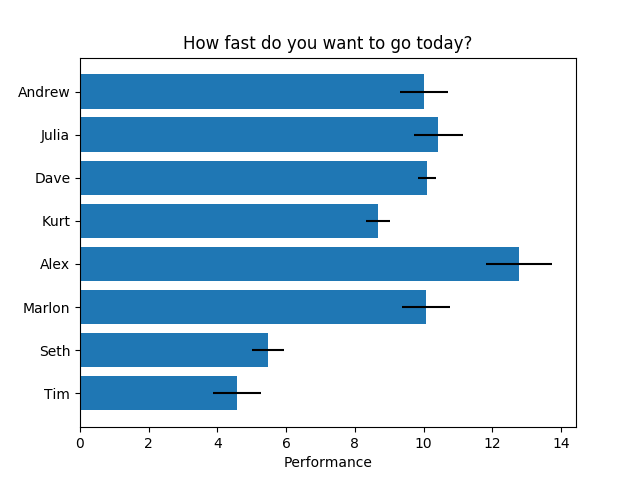 How fast do you want to go today?
Andrew
Julia
Dave
Kurt
Alex
Marlon
Seth
Tim
0 2 4 6 8 10 12 14
Performance